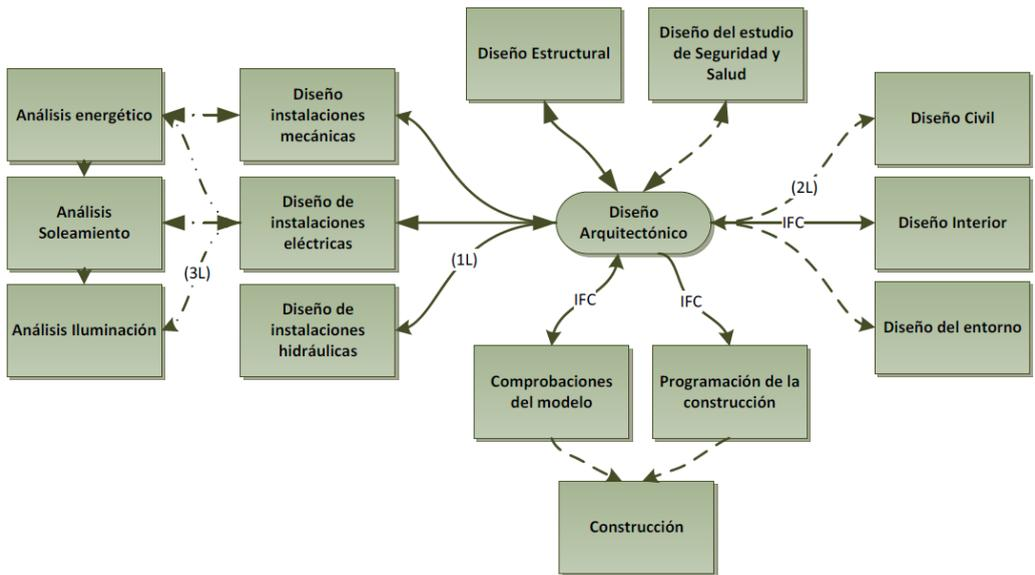 Diseño Estructural
Diseño del estudio
de Seguridad y
Salud
Análisis energético
Diseño
instalaciones
mecánicas
Diseño Civil
(2L)
Análisis
Soleamiento
Diseño de
instalaciones
eléctricas
Diseño
Arquitectónico
IFC
Diseño Interior
(3L)
(1L)
Análisis Iluminación
Diseño de
instalaciones
hidráulicas
IFC
IFC
Diseño del entorno
Comprobaciones
del modelo
Programación de la
construcción
Construcción